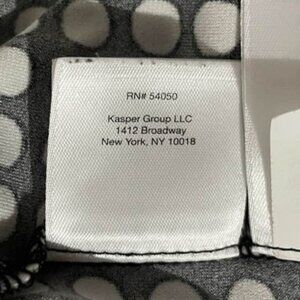 RN# 54050
Kasper Group LLC
1412 Broadway
New York, NY 10018